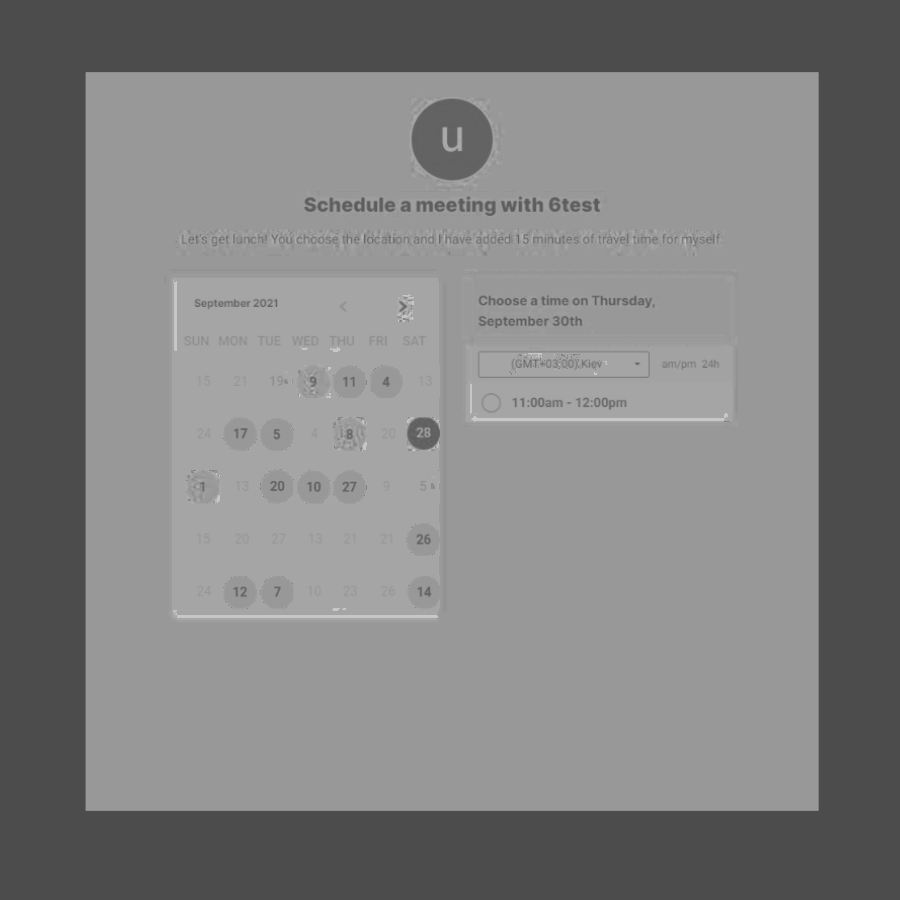 u
Schedule a meeting with 6test
Let's get lunch! You choose the location and I have added 15 minutes of travel time for myself.
September 2021
SUN MON TUE WED THU FRI SAT
15 21 19 9 11 4 13
24 17 5 4 8 20 28
1 13 20 10 27 9 5
15 20 27 13 21 21 26
24 12 7 10 23 26 14
Choose a time on Thursday,
September 30th
(GMT+03:00) Kiev am/pm 24h
11:00am - 12:00pm